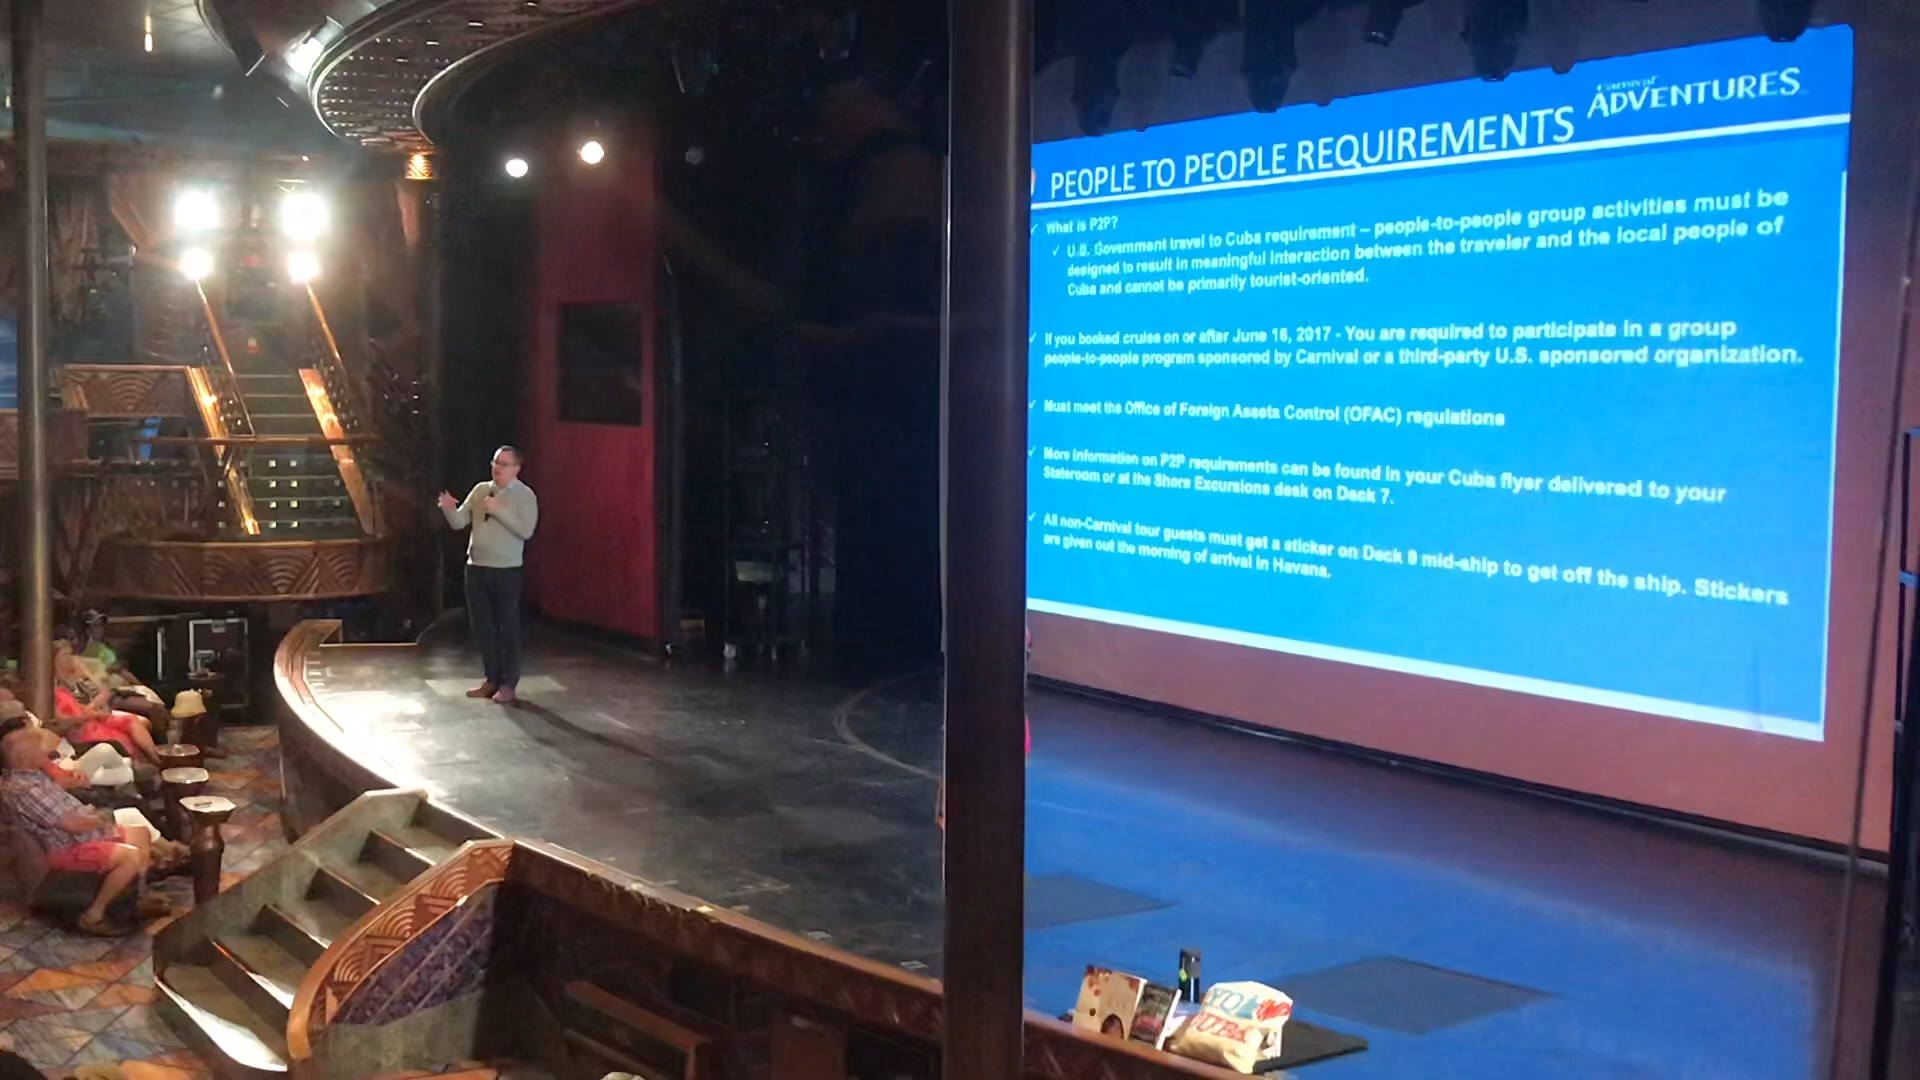 Carnival
ADVENTURES
PEOPLE TO PEOPLE REQUIREMENTS
✓ What is P2P?
✓ U.S. Government travel to Cuba requirement – people-to-people group activities must be
designed to result in meaningful interaction between the traveler and the local people of
Cuba and cannot be primarily tourist-oriented.
✓ If you booked cruise on or after June 16, 2017 - You are required to participate in a group
people-to-people program sponsored by Carnival or a third-party U.S. sponsored organization.
✓ Must meet the Office of Foreign Assets Control (OFAC) regulations
✓ More information on P2P requirements can be found in your Cuba flyer delivered to your
Stateroom or at the Shore Excursions desk on Deck 7.
✓ All non-Carnival tour guests must get a sticker on Deck 9 mid-ship to get off the ship. Stickers
are given out the morning of arrival in Havana.
YO
CUBA